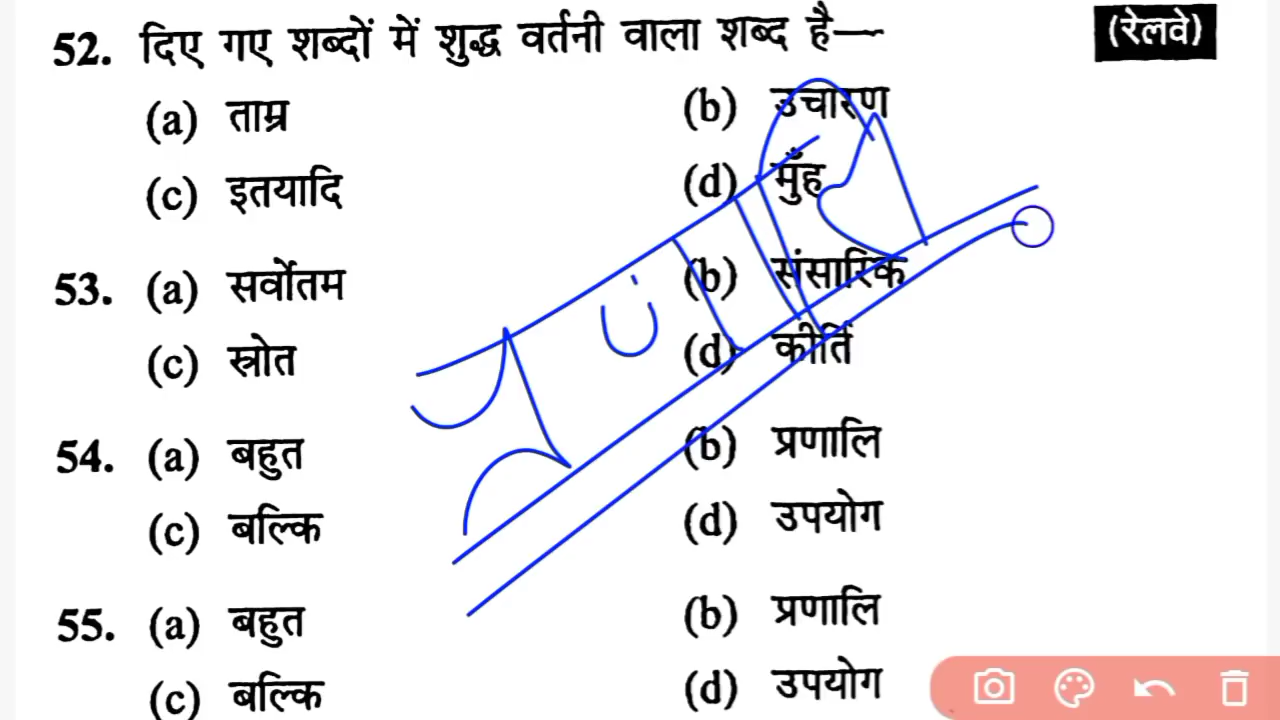 52. दिए गए शब्दों में शुद्ध वर्तनी वाला शब्द है— (रेलवे)
(a) ताम्र (b) उचारण
(c) इतयादि (d) मुँह
53. (a) सर्वोतम (b) संसारिक
(c) स्रोत (d) कीर्ति
54. (a) बहुत (b) प्रणालि
(c) बल्कि (d) उपयोग
55. (a) बहुत (b) प्रणालि
(c) बल्कि (d) उपयोग